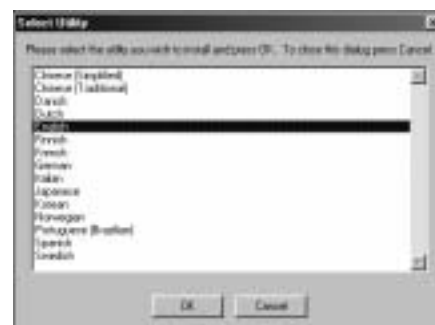 Select Utility
Please select the utility you wish to install and press OK. To close this dialog press Cancel
Chinese (Simplified)
Chinese (Traditional)
Danish
Dutch
English
Finnish
French
German
Italian
Japanese
Korean
Norwegian
Portuguese (Brazilian)
Spanish
Swedish
OK
Cancel